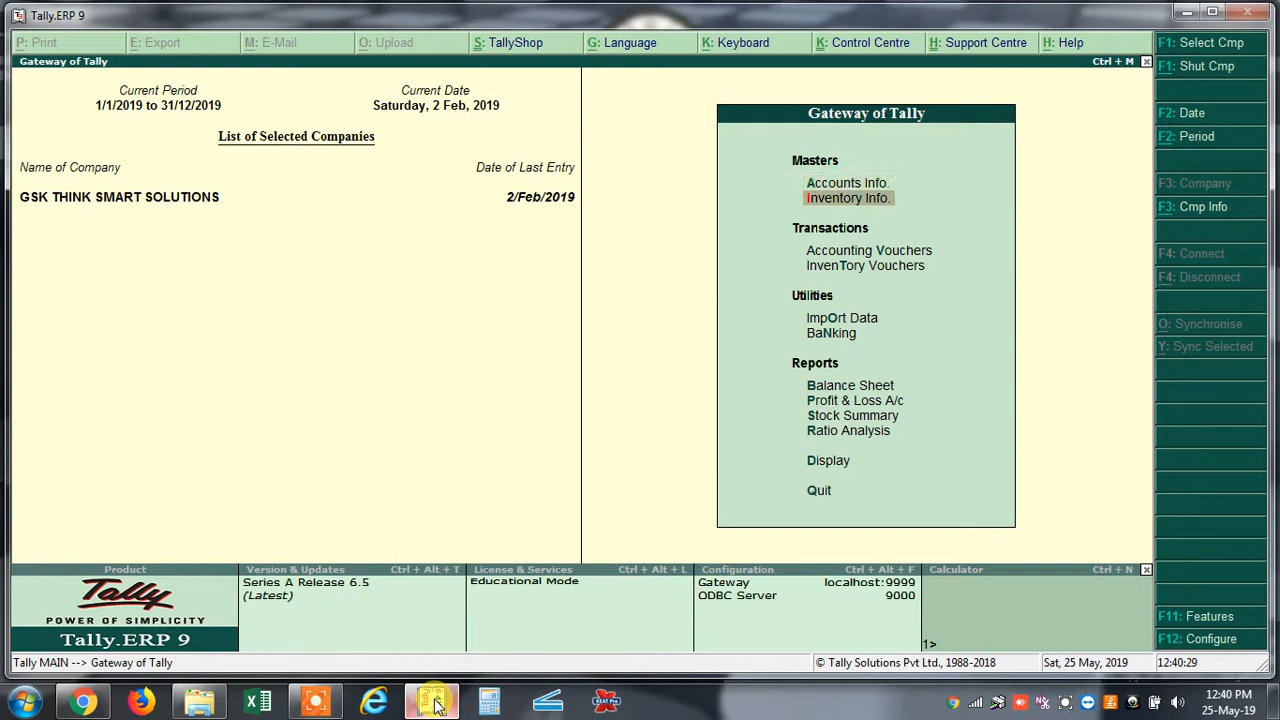 Tally.ERP 9
P: Print
E: Export
M: E-Mail
O: Upload
S: TallyShop
G: Language
K: Keyboard
K: Control Centre
H: Support Centre
H: Help
F1: Select Cmp
Gateway of Tally
Ctrl + M
F1: Shut Cmp
Current Period
1/1/2019 to 31/12/2019
Current Date
Saturday, 2 Feb, 2019
List of Selected Companies
Name of Company
Date of Last Entry
GSK THINK SMART SOLUTIONS
2/Feb/2019
Gateway of Tally
Masters
Accounts Info.
Inventory Info.
Transactions
Accounting Vouchers
InvenTory Vouchers
Utilities
ImpOrt Data
BaNking
Reports
Balance Sheet
Profit & Loss A/c
Stock Summary
Ratio Analysis
Display
Quit
F2: Date
F2: Period
F3: Company
F3: Cmp Info
F4: Connect
F4: Disconnect
O: Synchronise
Y: Sync Selected
F11: Features
F12: Configure
Product
Tally
POWER OF SIMPLICITY
Tally.ERP 9
Version & Updates
Ctrl + Alt + T
Series A Release 6.5
(Latest)
License & Services
Ctrl + Alt + L
Educational Mode
Configuration
Ctrl + Alt + F
Gateway
localhost:9999
ODBC Server
9000
Calculator
Ctrl + N
1>
Tally MAIN --> Gateway of Tally
© Tally Solutions Pvt Ltd., 1988-2018
Sat, 25 May, 2019
12:40:29
12:40 PM
25-May-19